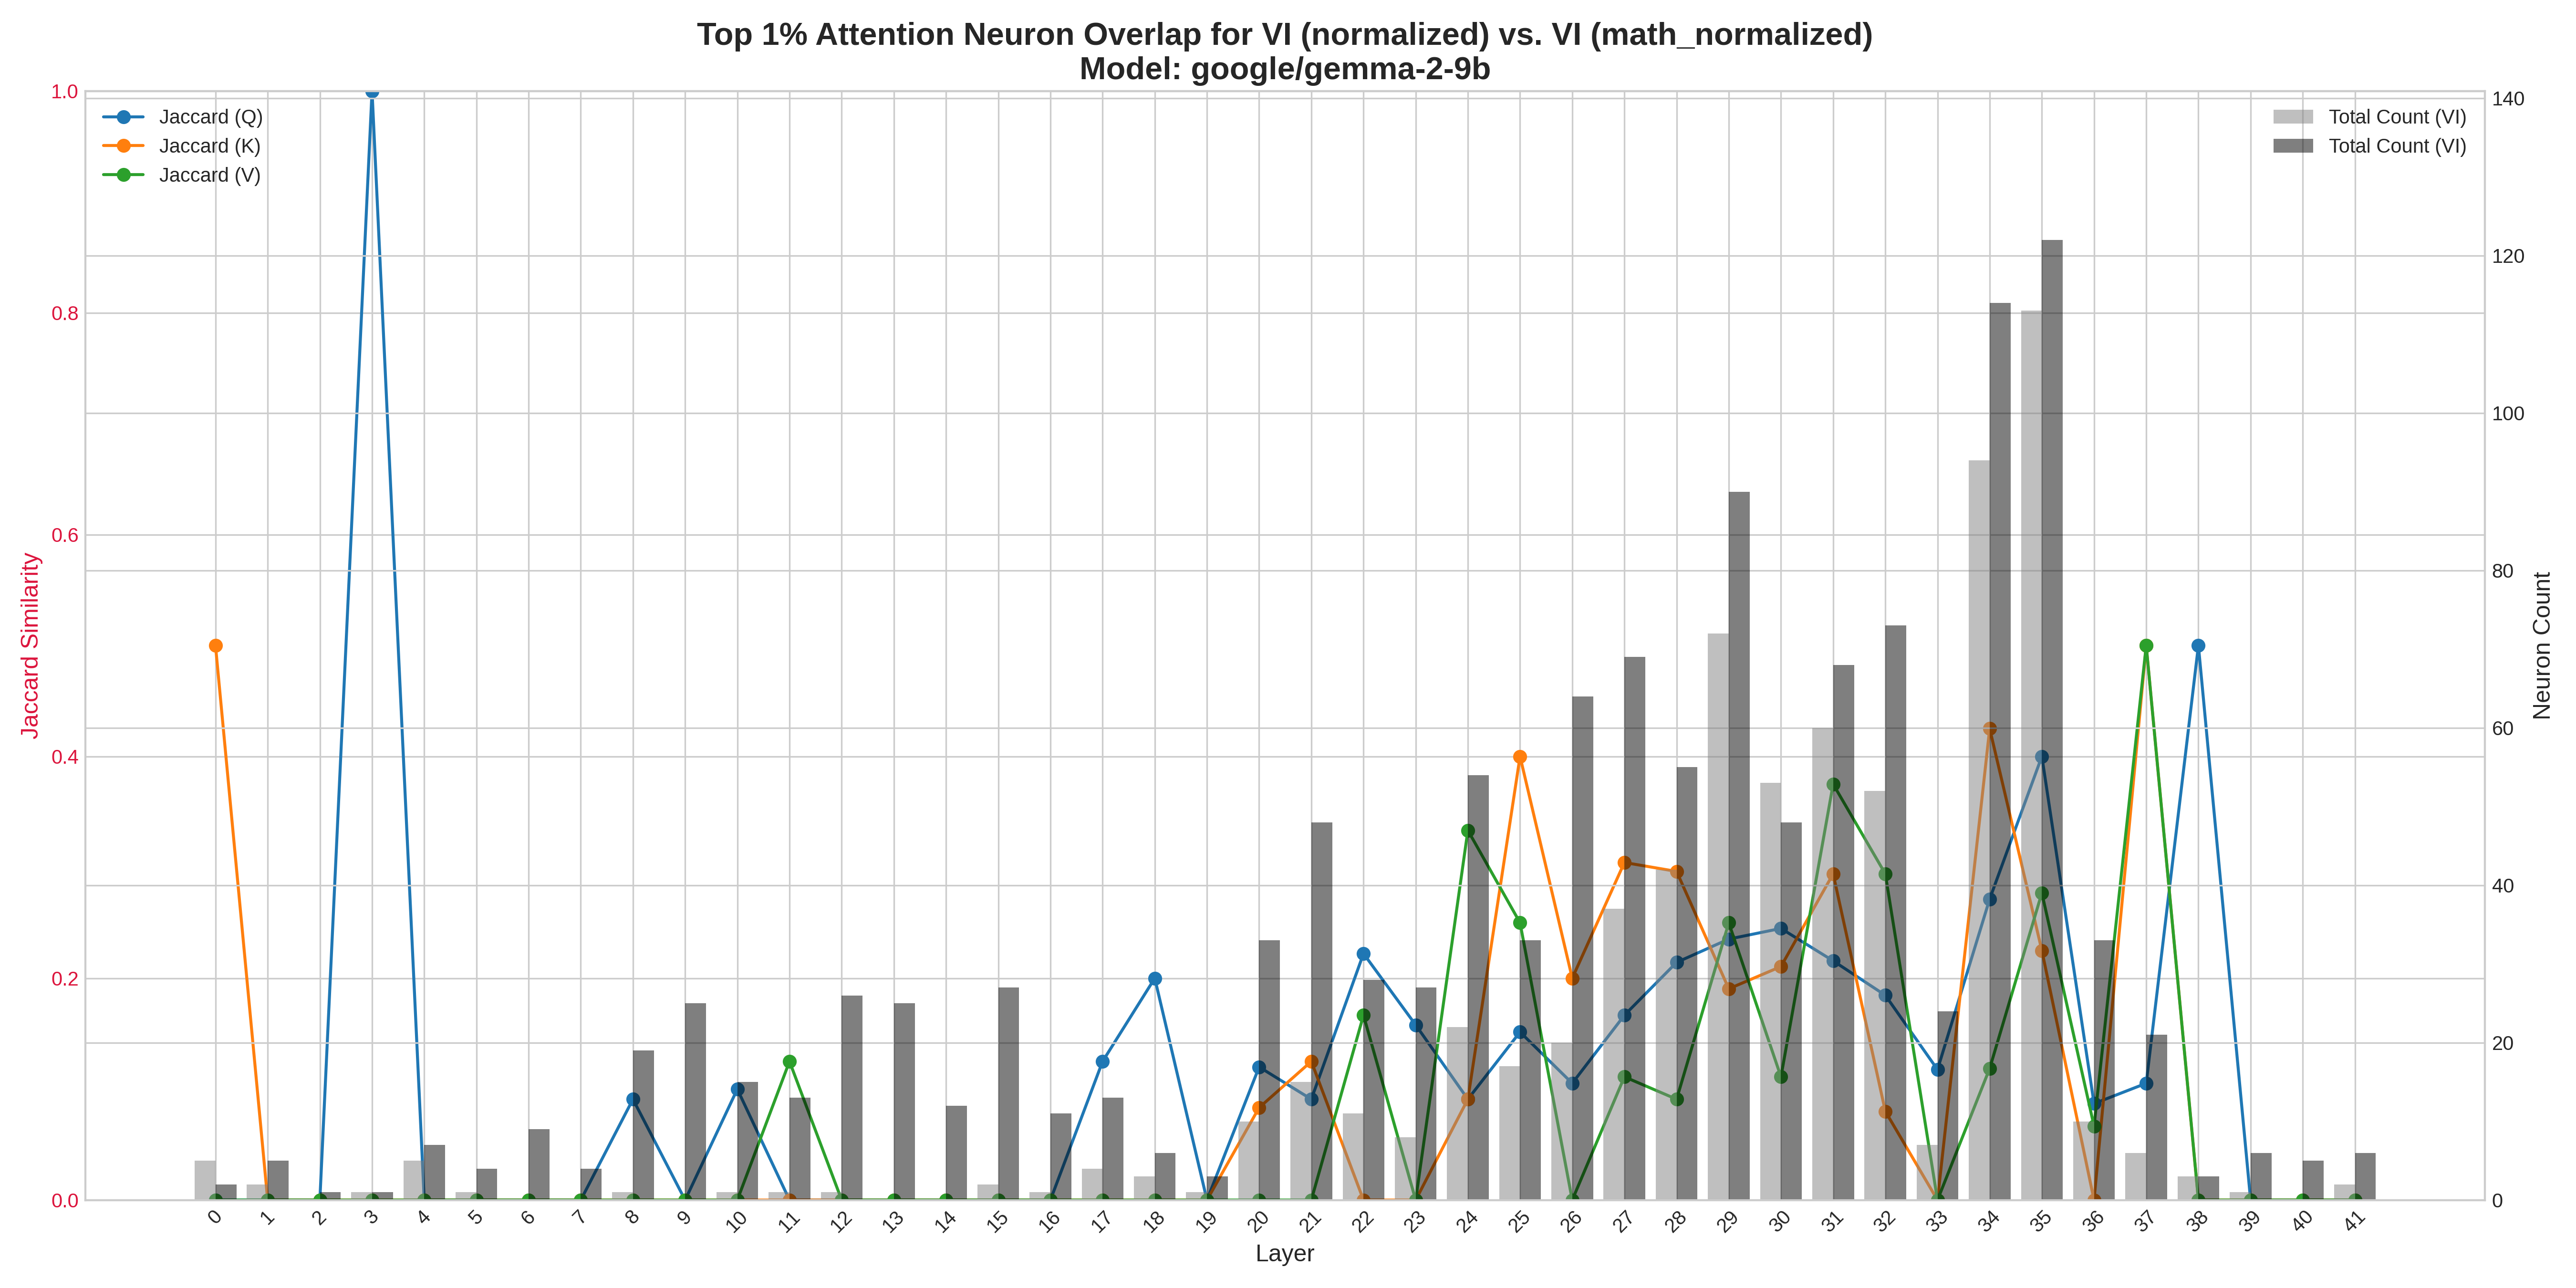 Top 1% Attention Neuron Overlap for VI (normalized) vs. VI (math_normalized)
Model: google/gemma-2-9b
Jaccard (Q)
Jaccard (K)
Jaccard (V)
Total Count (VI)
Total Count (VI)
Jaccard Similarity
1.0
0.8
0.6
0.4
0.2
0.0
Neuron Count
140
120
100
80
60
40
20
0
0 1 2 3 4 5 6 7 8 9 10 11 12 13 14 15 16 17 18 19 20 21 22 23 24 25 26 27 28 29 30 31 32 33 34 35 36 37 38 39 40 41
Layer